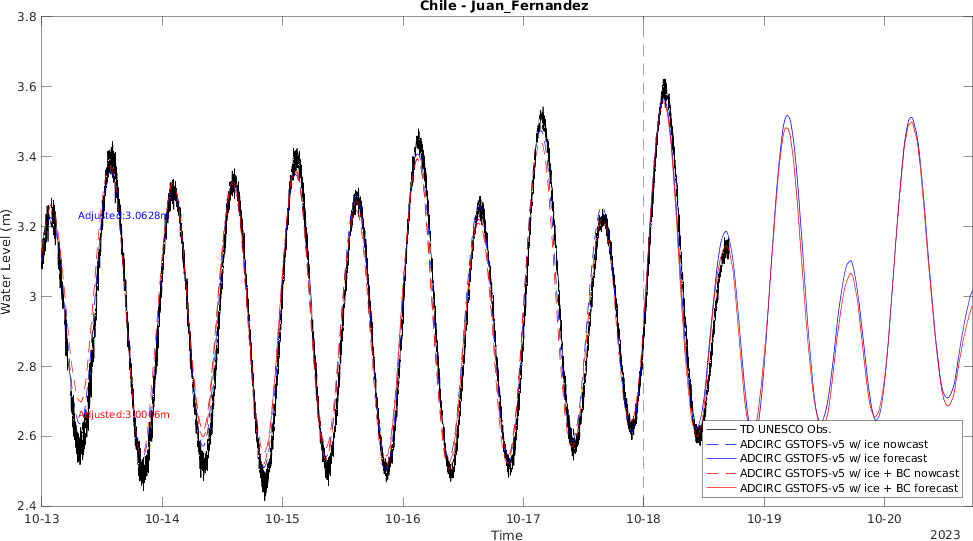 Chile - Juan_Fernandez
3.8
3.6
3.4
3.2
3
2.8
2.6
2.4
Water Level (m)
Adjusted:3.0628m
Adjusted:3.0006m
TD UNESCO Obs.
ADCIRC GSTOFS-v5 w/ ice nowcast
ADCIRC GSTOFS-v5 w/ ice forecast
ADCIRC GSTOFS-v5 w/ ice + BC nowcast
ADCIRC GSTOFS-v5 w/ ice + BC forecast
10-13 10-14 10-15 10-16 10-17 10-18 10-19 10-20
Time
2023